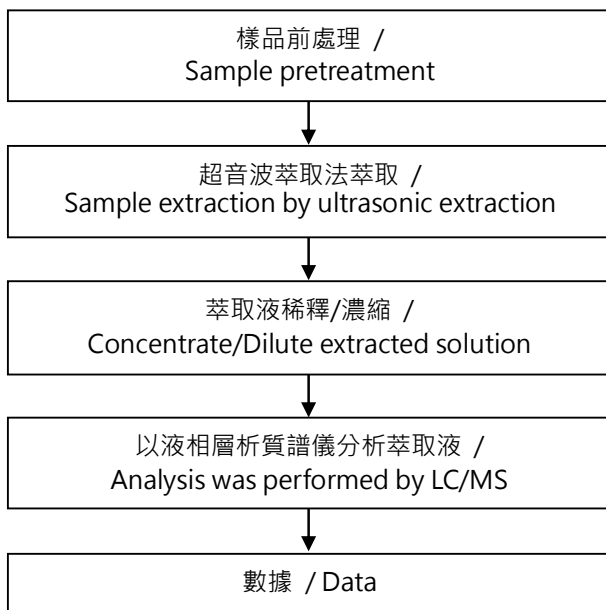 樣品前處理 /
Sample pretreatment
超音波萃取法萃取 /
Sample extraction by ultrasonic extraction
萃取液稀釋/濃縮 /
Concentrate/Dilute extracted solution
以液相層析質譜儀分析萃取液 /
Analysis was performed by LC/MS
數據 / Data